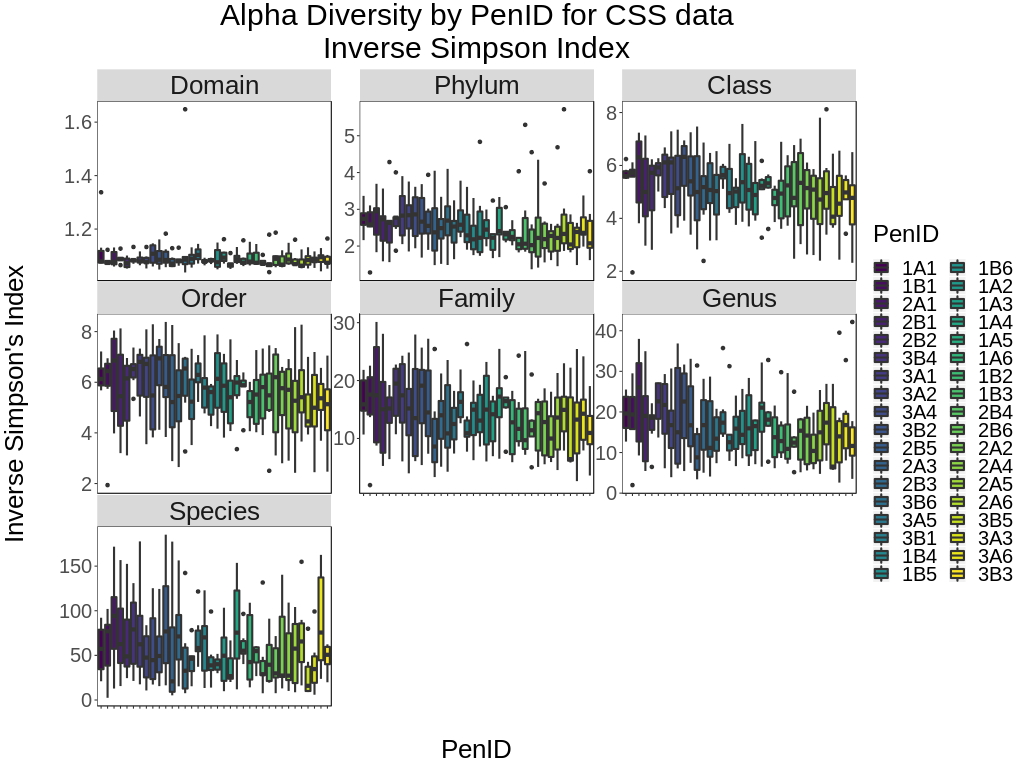 Alpha Diversity by PenID for CSS data
Inverse Simpson Index
Domain
Phylum
Class
1.6
1.4
1.2
5
4
3
2
8
6
4
2
Order
Family
Genus
8
6
4
2
30
20
10
40
30
20
10
0
Species
150
100
50
0
Inverse Simpson's Index
PenID
PenID
1A1 1B6
1B1 1A2
2A1 1A3
2B1 1A4
2B2 1A5
3B4 1A6
3A1 1B2
3A2 1B3
3A4 2B4
3B2 2B6
2B5 2A2
2A3 2A4
2B3 2A5
3B6 2A6
3A5 3B5
3B1 3A3
1B4 3A6
1B5 3B3